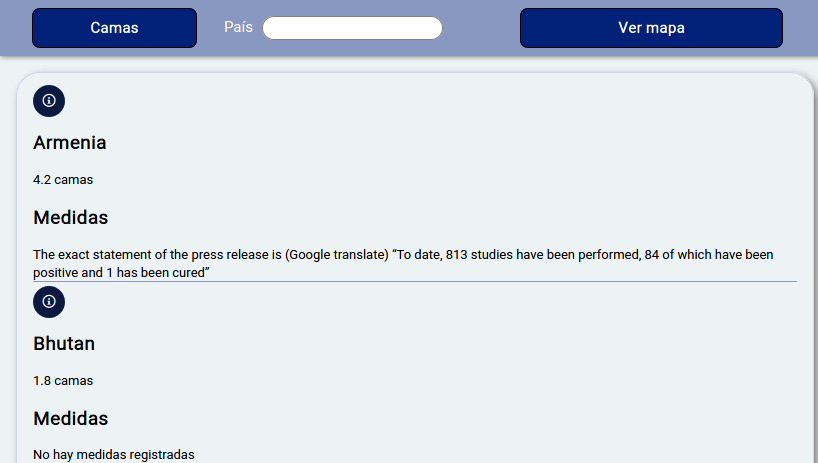 Camas País Ver mapa
Armenia
4.2 camas
Medidas
The exact statement of the press release is (Google translate) “To date, 813 studies have been performed, 84 of which have been
positive and 1 has been cured”
Bhutan
1.8 camas
Medidas
No hay medidas registradas